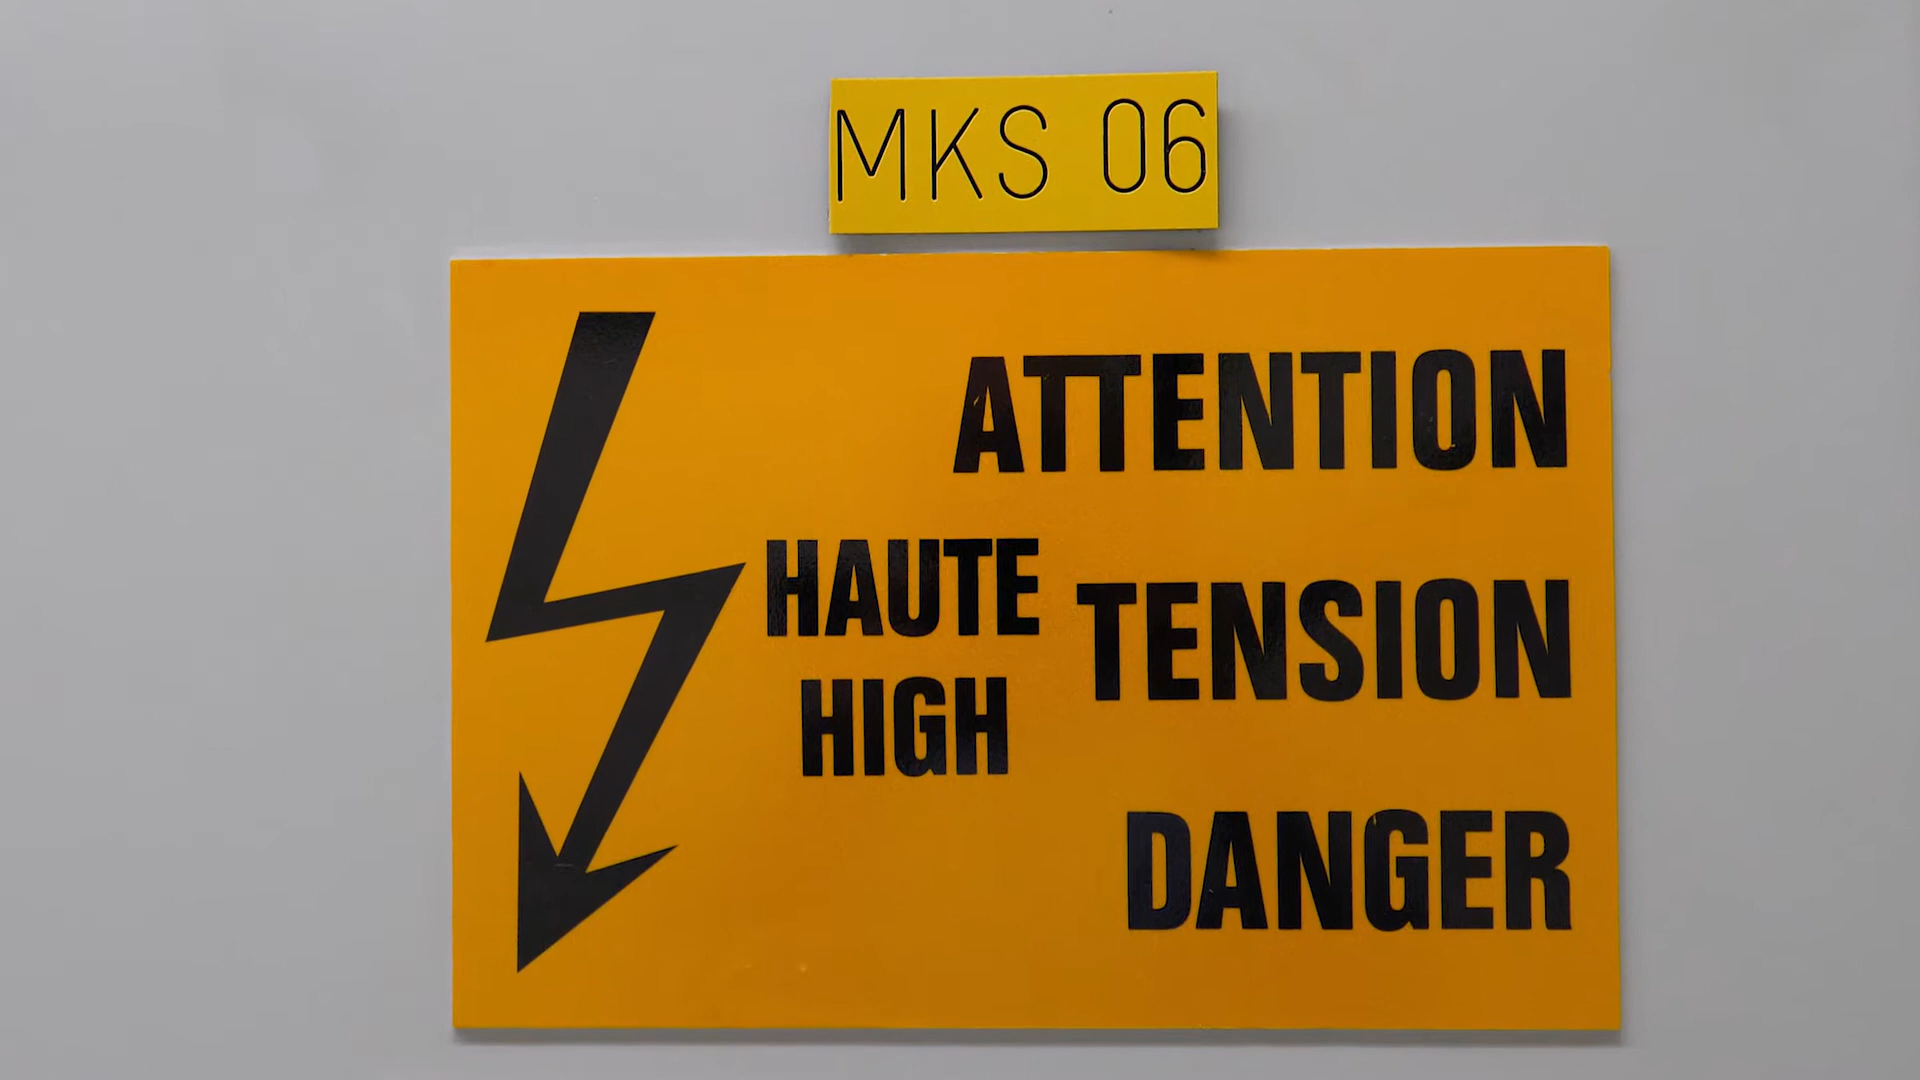 MKS 06
ATTENTION
HAUTE TENSION
HIGH
DANGER